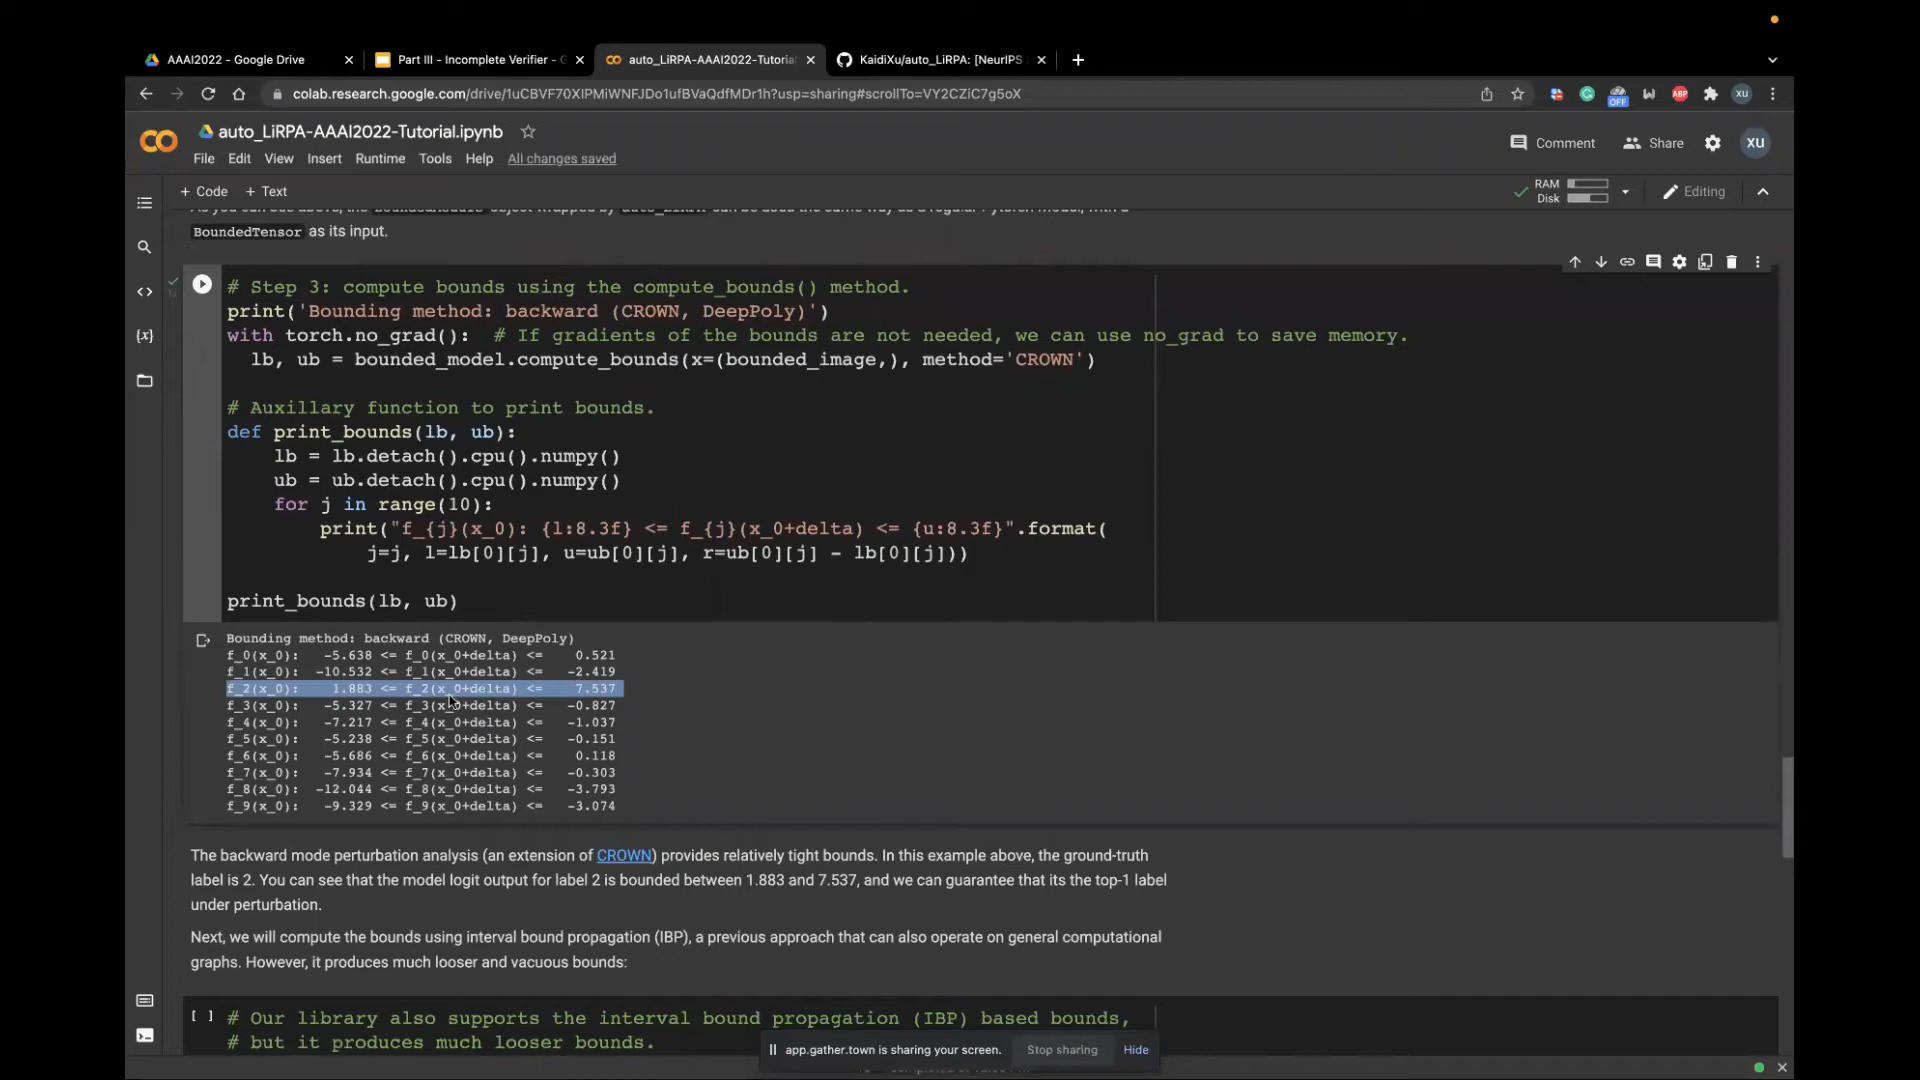 AAAI2022 - Google Drive
Part III - Incomplete Verifier - G
auto_LiRPA-AAAI2022-Tutorial
KaidiXu/auto_LiRPA: [NeurIPS
colab.research.google.com/drive/1uCBVF70XIPMiWNFJDo1ufBVaQdfMDr1h?usp=sharing#scrollTo=VY2CZiC7g5oX
OFF
ABP
XU
auto_LiRPA-AAAI2022-Tutorial.ipynb
File Edit View Insert Runtime Tools Help All changes saved
Comment
Share
XU
+ Code + Text
RAM
Disk
Editing
BoundedTensor as its input.
# Step 3: compute bounds using the compute_bounds() method.
print('Bounding method: backward (CROWN, DeepPoly)')
with torch.no_grad():  # If gradients of the bounds are not needed, we can use no_grad to save memory.
  lb, ub = bounded_model.compute_bounds(x=(bounded_image,), method='CROWN')
# Auxillary function to print bounds.
def print_bounds(lb, ub):
    lb = lb.detach().cpu().numpy()
    ub = ub.detach().cpu().numpy()
    for j in range(10):
        print("f_{j}(x_0): {l:8.3f} <= f_{j}(x_0+delta) <= {u:8.3f}".format(
            j=j, l=lb[0][j], u=ub[0][j], r=ub[0][j] - lb[0][j]))
print_bounds(lb, ub)
Bounding method: backward (CROWN, DeepPoly)
f_0(x_0):   -5.638 <= f_0(x_0+delta) <=    0.521
f_1(x_0):  -10.532 <= f_1(x_0+delta) <=   -2.419
f_2(x_0):    1.883 <= f_2(x_0+delta) <=    7.537
f_3(x_0):   -5.327 <= f_3(x_0+delta) <=   -0.827
f_4(x_0):   -7.217 <= f_4(x_0+delta) <=   -1.037
f_5(x_0):   -5.238 <= f_5(x_0+delta) <=   -0.151
f_6(x_0):   -5.686 <= f_6(x_0+delta) <=    0.118
f_7(x_0):   -7.934 <= f_7(x_0+delta) <=   -0.303
f_8(x_0):  -12.044 <= f_8(x_0+delta) <=   -3.793
f_9(x_0):   -9.329 <= f_9(x_0+delta) <=   -3.074
The backward mode perturbation analysis (an extension of CROWN) provides relatively tight bounds. In this example above, the ground-truth
label is 2. You can see that the model logit output for label 2 is bounded between 1.883 and 7.537, and we can guarantee that its the top-1 label
under perturbation.
Next, we will compute the bounds using interval bound propagation (IBP), a previous approach that can also operate on general computational
graphs. However, it produces much looser and vacuous bounds:
[ ] # Our library also supports the interval bound propagation (IBP) based bounds,
# but it produces much looser bounds.
app.gather.town is sharing your screen.
Stop sharing
Hide